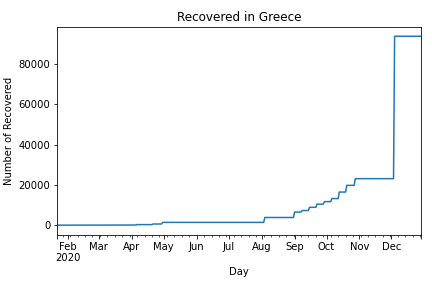 Recovered in Greece
Number of Recovered
80000
60000
40000
20000
0
Feb Mar Apr May Jun Jul Aug Sep Oct Nov Dec
2020
Day